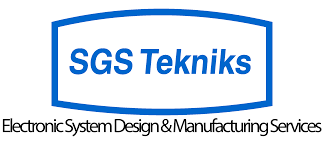 SGS Tekniks
Electronic System Design & Manufacturing Services